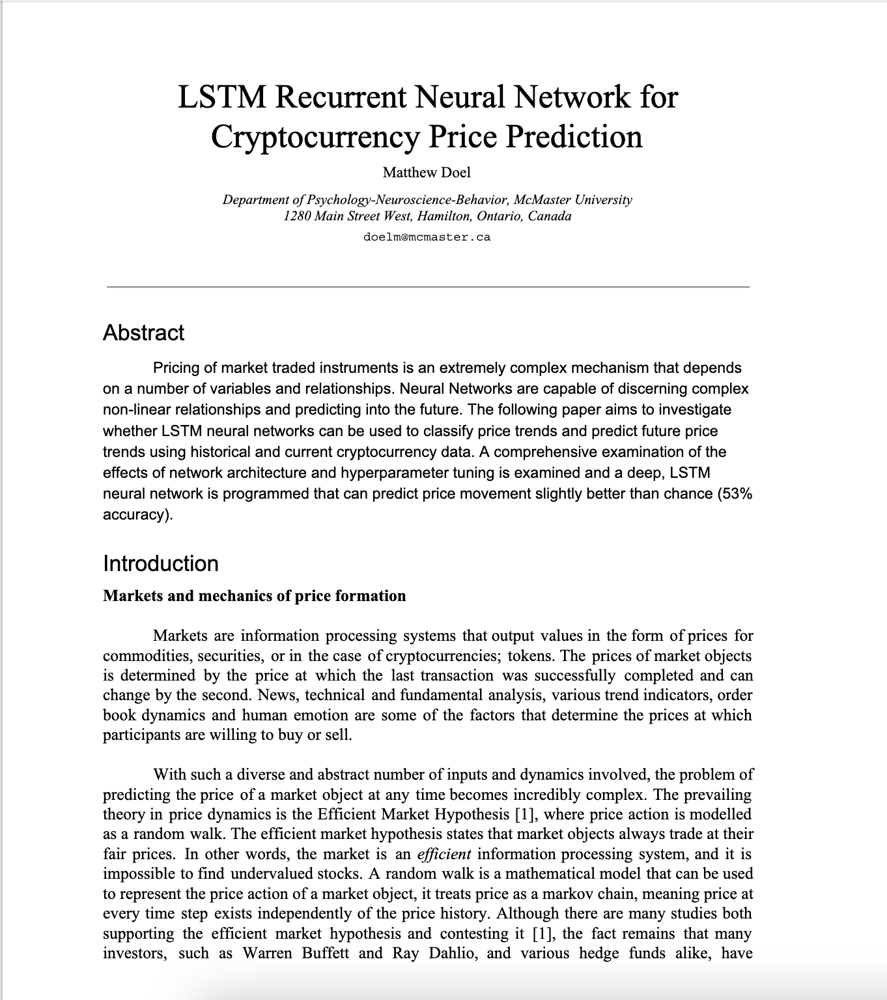 LSTM Recurrent Neural Network for
Cryptocurrency Price Prediction
Matthew Doel
Department of Psychology-Neuroscience-Behavior, McMaster University
1280 Main Street West, Hamilton, Ontario, Canada
doelm@mcmaster.ca
Abstract
Pricing of market traded instruments is an extremely complex mechanism that depends
on a number of variables and relationships. Neural Networks are capable of discerning complex
non-linear relationships and predicting into the future. The following paper aims to investigate
whether LSTM neural networks can be used to classify price trends and predict future price
trends using historical and current cryptocurrency data. A comprehensive examination of the
effects of network architecture and hyperparameter tuning is examined and a deep, LSTM
neural network is programmed that can predict price movement slightly better than chance (53%
accuracy).
Introduction
Markets and mechanics of price formation
Markets are information processing systems that output values in the form of prices for
commodities, securities, or in the case of cryptocurrencies; tokens. The prices of market objects
is determined by the price at which the last transaction was successfully completed and can
change by the second. News, technical and fundamental analysis, various trend indicators, order
book dynamics and human emotion are some of the factors that determine the prices at which
participants are willing to buy or sell.
With such a diverse and abstract number of inputs and dynamics involved, the problem of
predicting the price of a market object at any time becomes incredibly complex. The prevailing
theory in price dynamics is the Efficient Market Hypothesis [1], where price action is modelled
as a random walk. The efficient market hypothesis states that market objects always trade at their
fair prices. In other words, the market is an efficient information processing system, and it is
impossible to find undervalued stocks. A random walk is a mathematical model that can be used
to represent the price action of a market object, it treats price as a markov chain, meaning price at
every time step exists independently of the price history. Although there are many studies both
supporting the efficient market hypothesis and contesting it [1], the fact remains that many
investors, such as Warren Buffett and Ray Dahlio, and various hedge funds alike, have